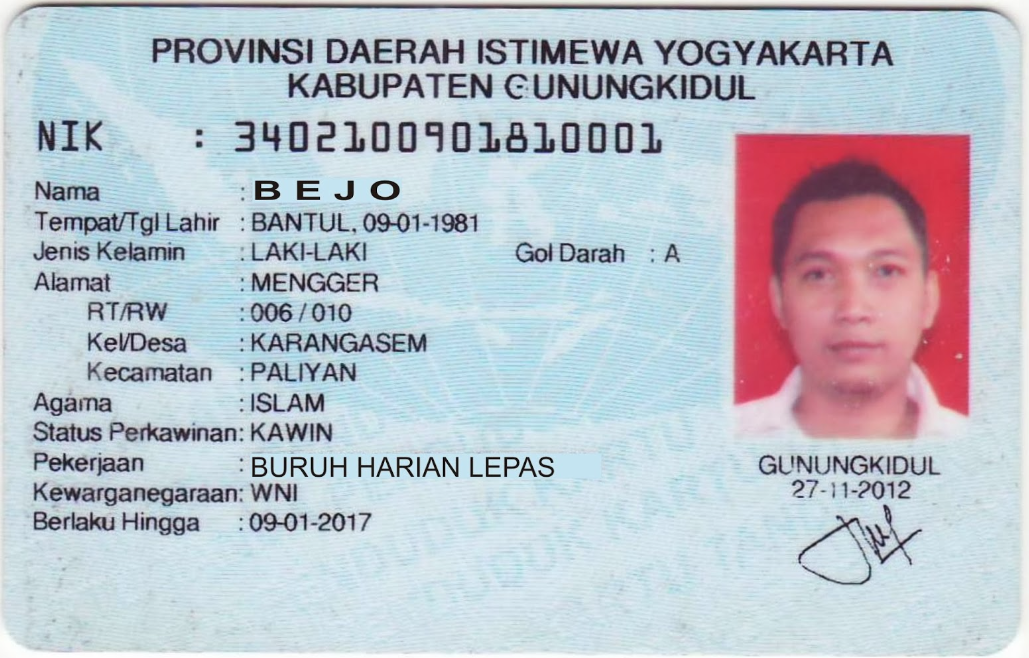 PROVINSI DAERAH ISTIMEWA YOGYAKARTA
KABUPATEN GUNUNGKIDUL
NIK : 3402100901810001
Nama : BEJO
Tempat/Tgl Lahir : BANTUL, 09-01-1981
Jenis Kelamin : LAKI-LAKI Gol Darah : A
Alamat : MENGGER
RT/RW : 006 / 010
Kel/Desa : KARANGASEM
Kecamatan : PALIYAN
Agama : ISLAM
Status Perkawinan: KAWIN
Pekerjaan : BURUH HARIAN LEPAS
Kewarganegaraan: WNI
Berlaku Hingga : 09-01-2017
GUNUNGKIDUL
27-11-2012